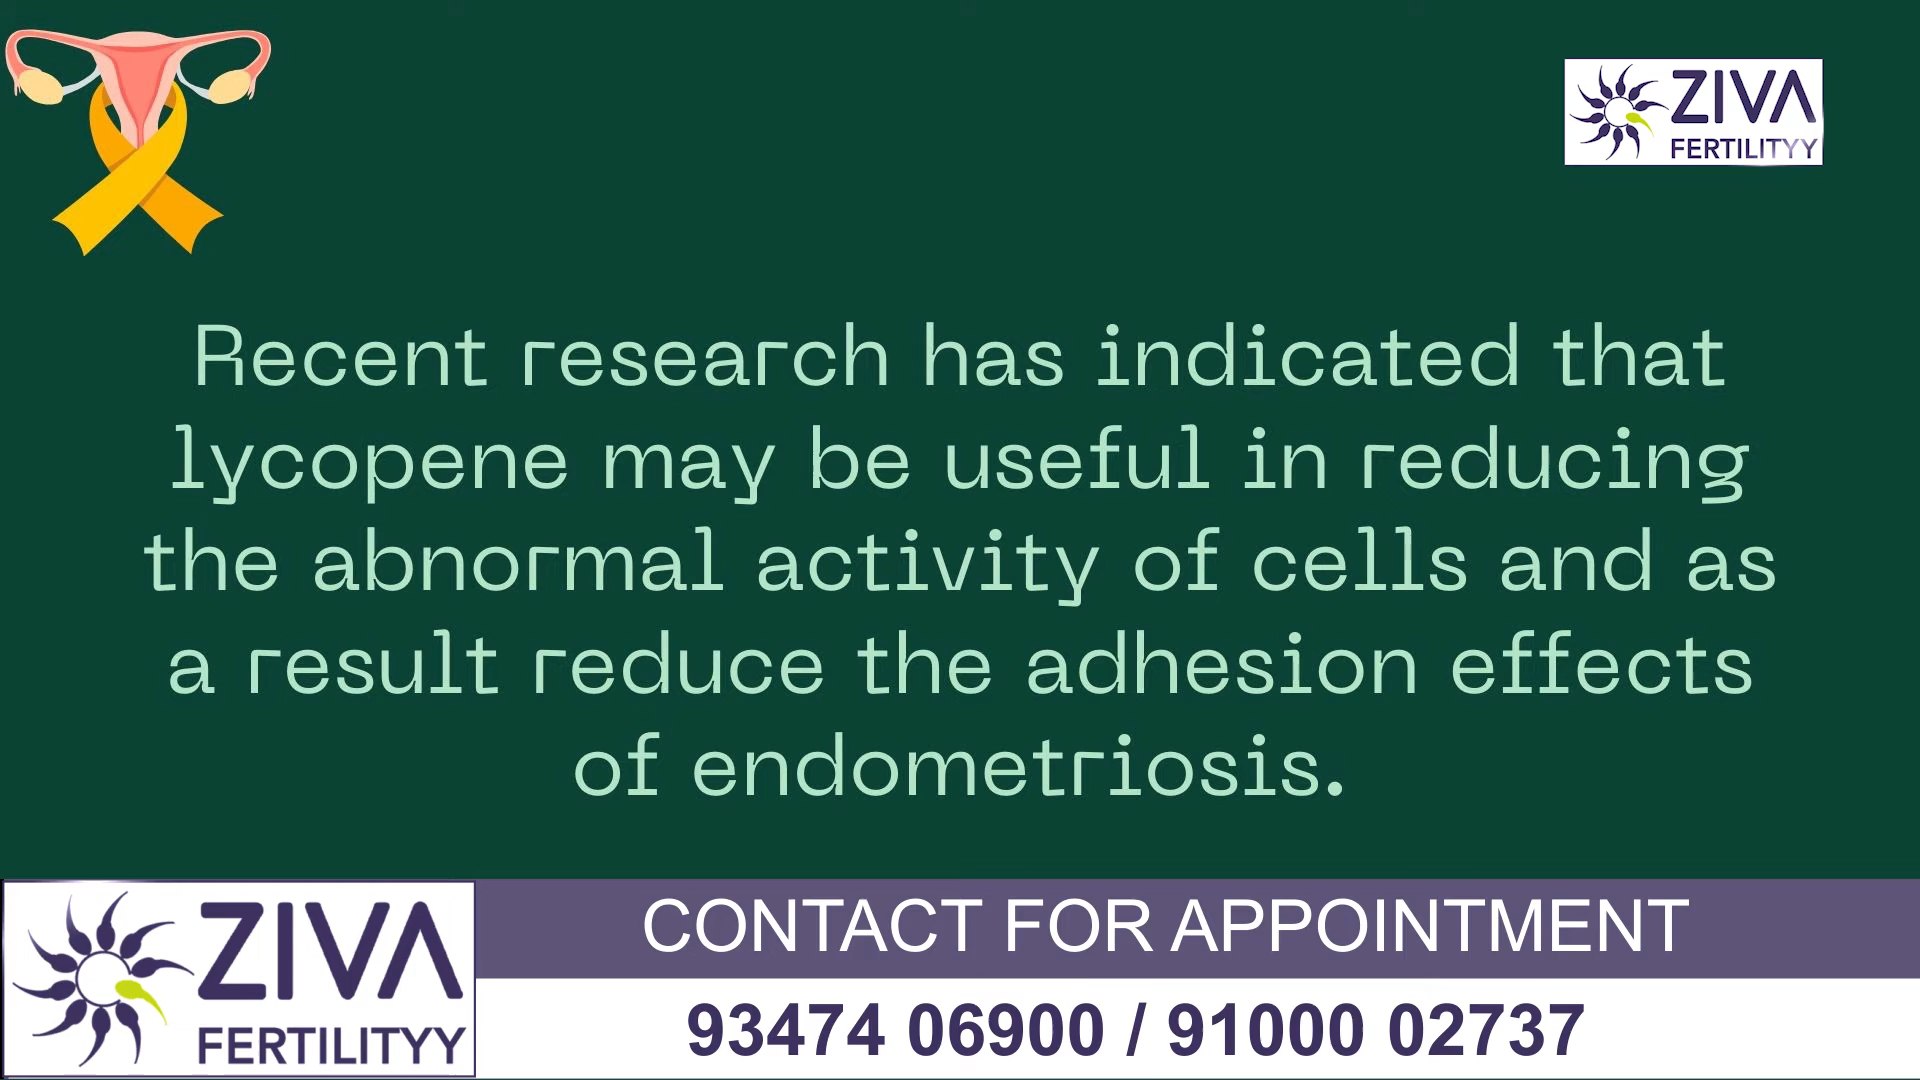 ZIVA
FERTILITYY
Recent research has indicated that
lycopene may be useful in reducing
the abnormal activity of cells and as
a result reduce the adhesion effects
of endometriosis.
ZIVA
FERTILITYY
CONTACT FOR APPOINTMENT
93474 06900 / 91000 02737